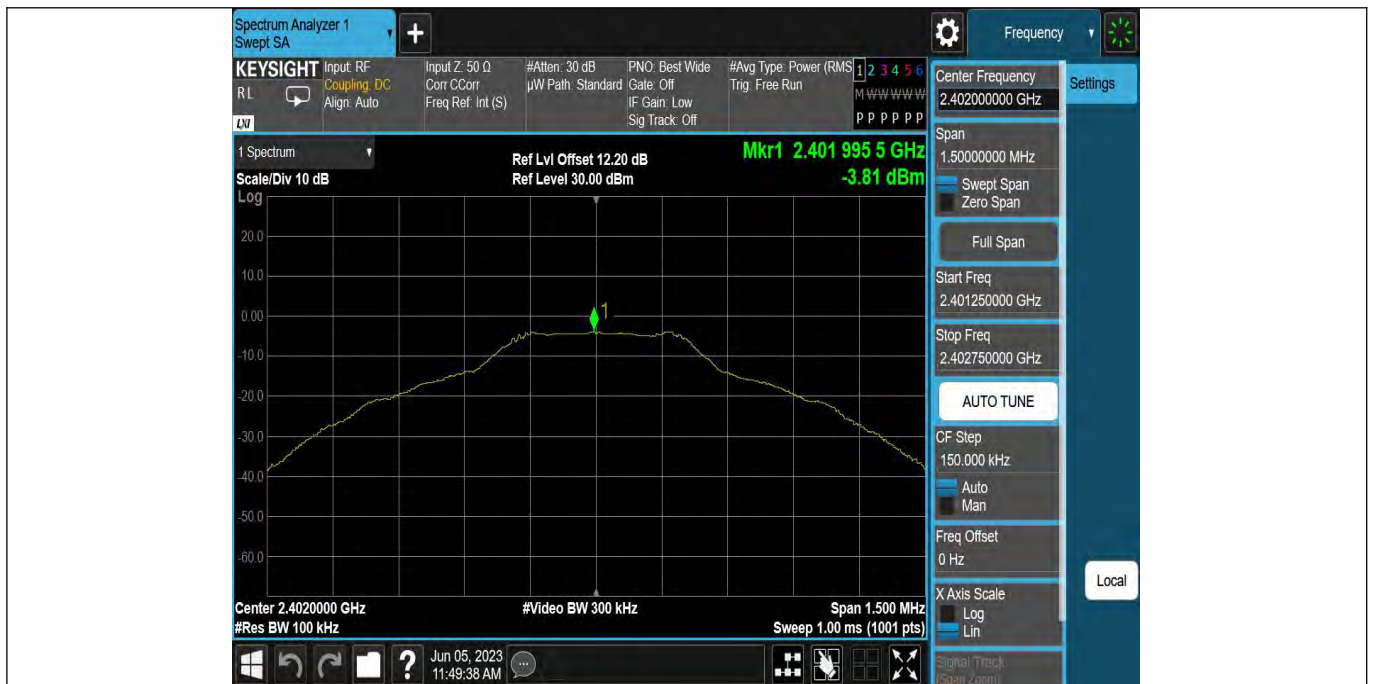 Spectrum Analyzer 1
Swept SA
Frequency
KEYSIGHT
R L
LXI
Input: RF
Coupling: DC
Align: Auto
Input Z: 50 Ω
Corr CCorr
Freq Ref: Int (S)
#Atten: 30 dB
µW Path: Standard
PNO: Best Wide
Gate: Off
IF Gain: Low
Sig Track: Off
#Avg Type: Power (RMS
Trig: Free Run
1 2 3 4 5 6
M W W W W W
P P P P P P
1 Spectrum
Scale/Div 10 dB
Ref Lvl Offset 12.20 dB
Ref Level 30.00 dBm
Mkr1 2.401 995 5 GHz
-3.81 dBm
Log
20.0
10.0
0.00
-10.0
-20.0
-30.0
-40.0
-50.0
-60.0
1
Center 2.4020000 GHz
#Res BW 100 kHz
#Video BW 300 kHz
Span 1.500 MHz
Sweep 1.00 ms (1001 pts)
Center Frequency
2.402000000 GHz
Settings
Span
1.50000000 MHz
Swept Span
Zero Span
Full Span
Start Freq
2.401250000 GHz
Stop Freq
2.402750000 GHz
AUTO TUNE
CF Step
150.000 kHz
Auto
Man
Freq Offset
0 Hz
X Axis Scale
Log
Lin
Signal Track
(Span Zoom)
Local
?
Jun 05, 2023
11:49:38 AM